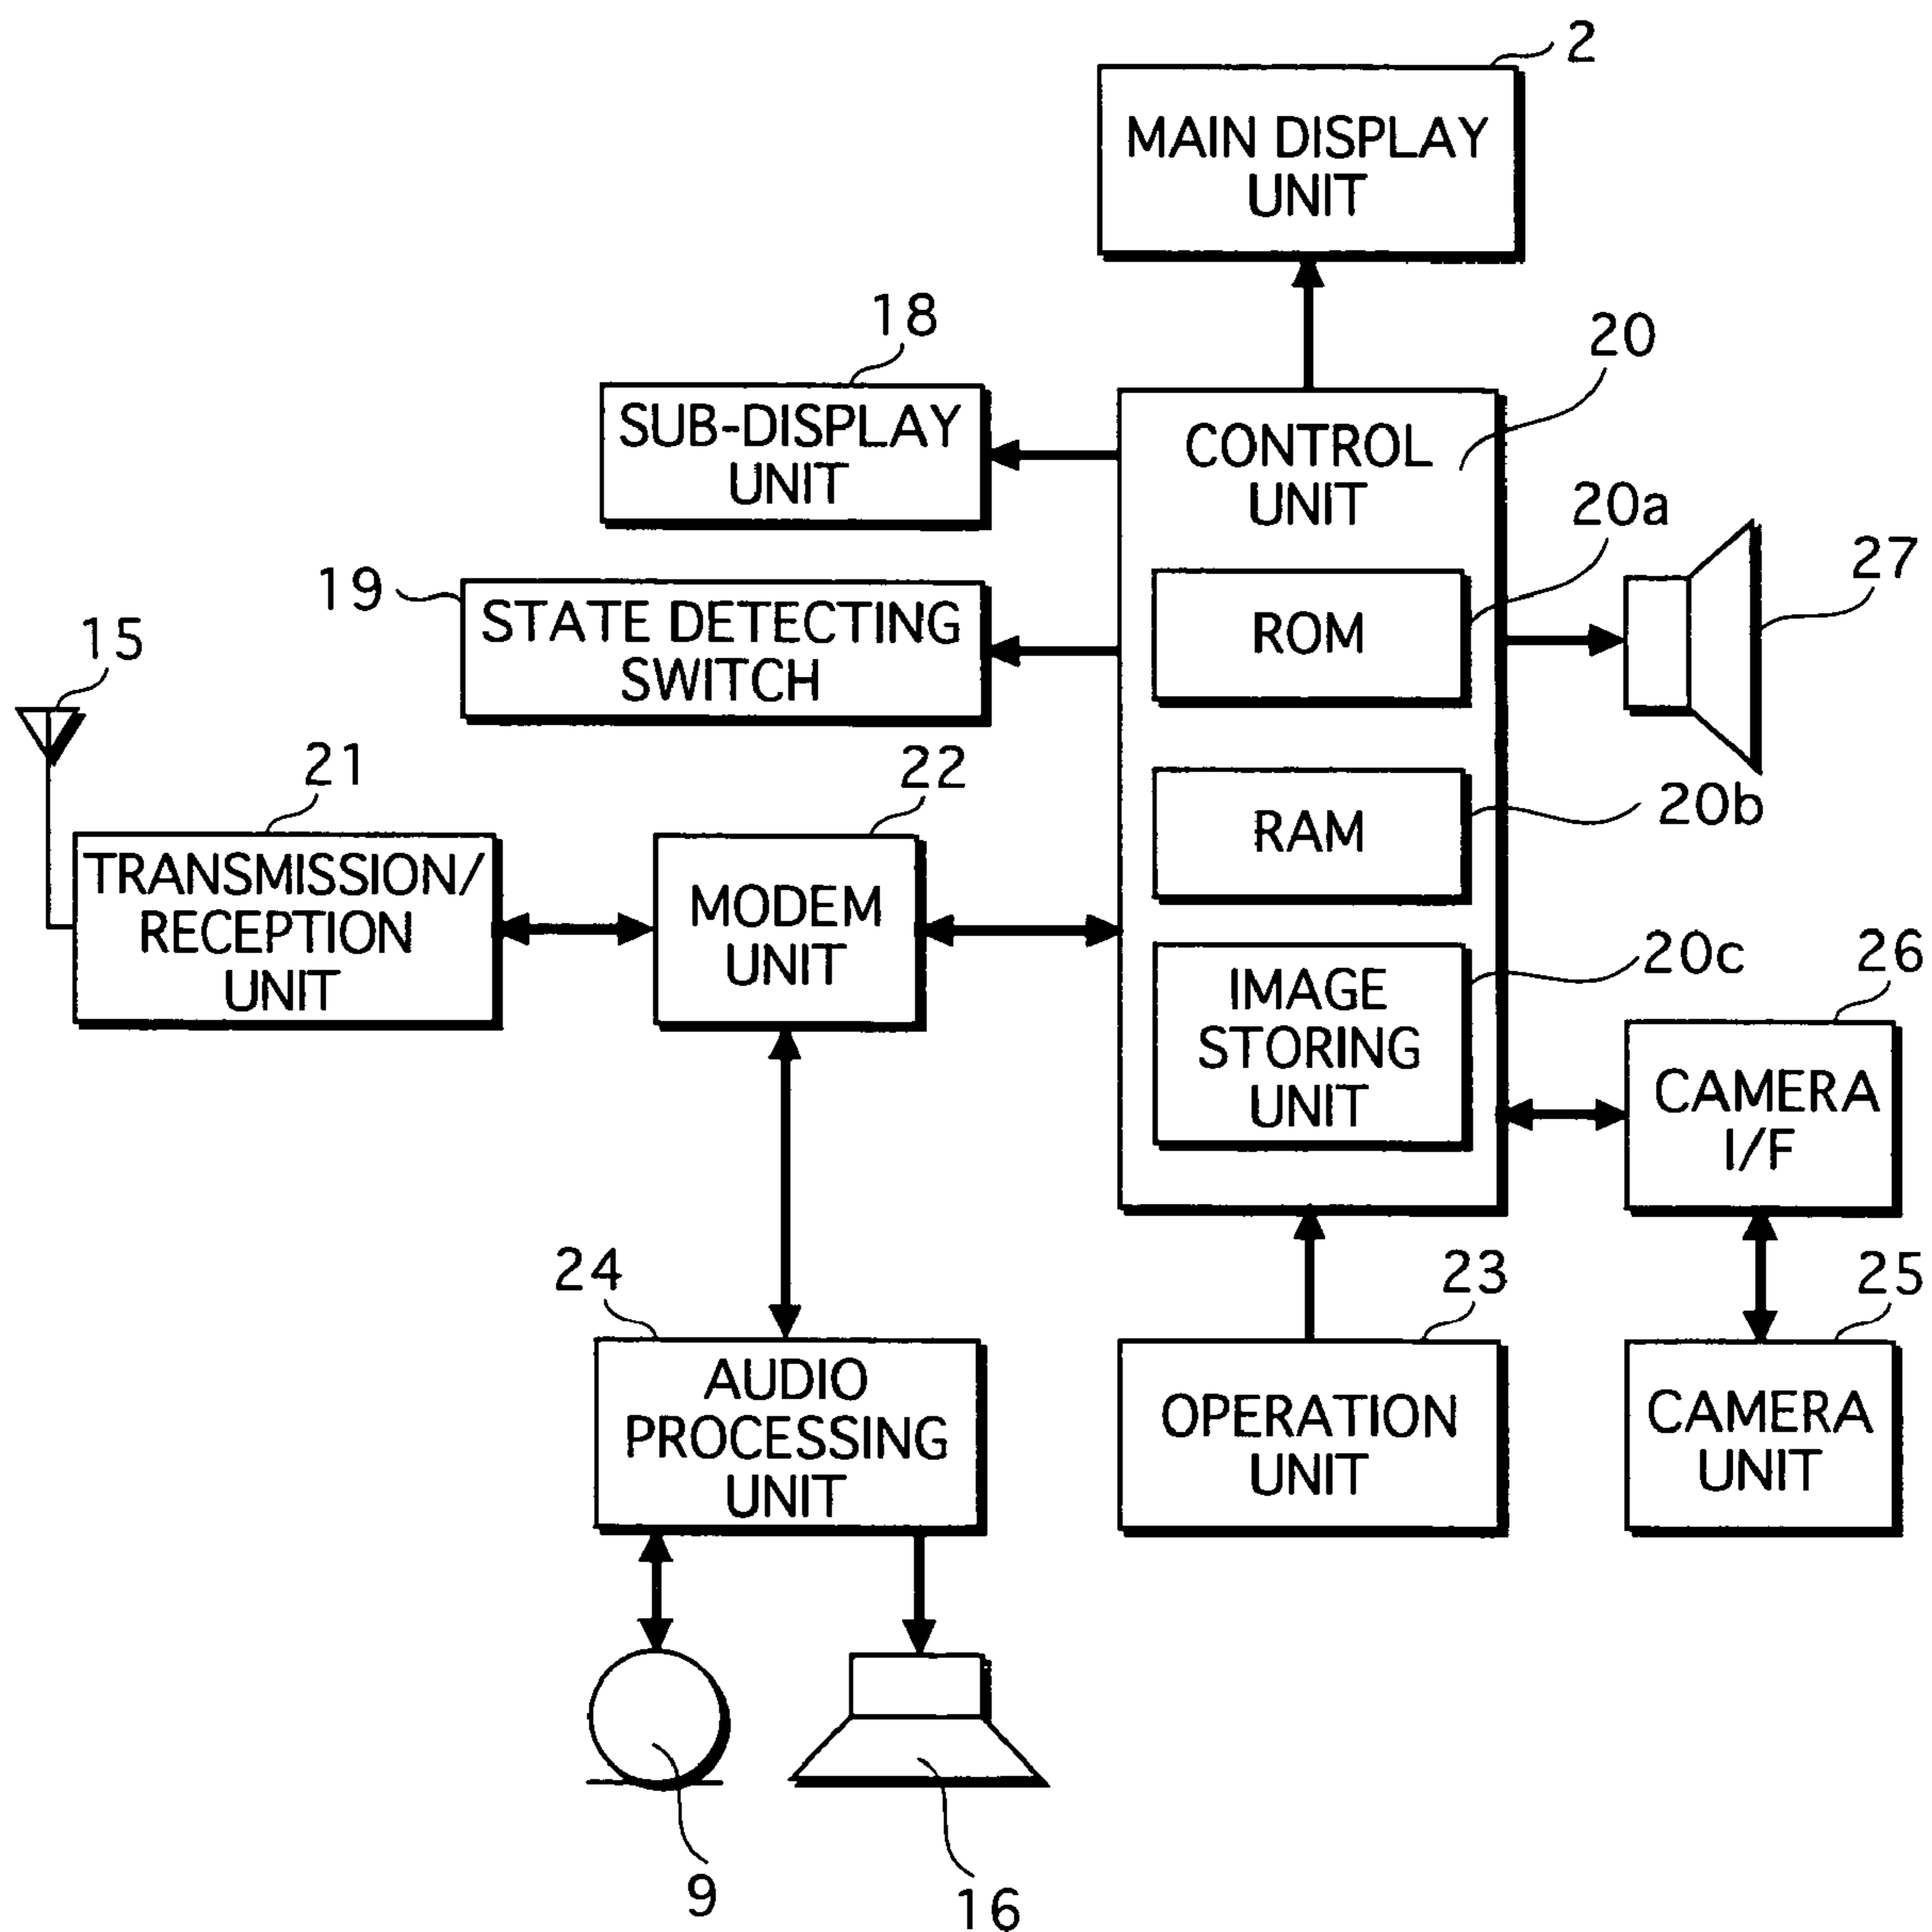 2
MAIN DISPLAY
UNIT
18
20
SUB-DISPLAY
UNIT
CONTROL
UNIT
20a
27
19
STATE DETECTING
SWITCH
ROM
15
21
22
20b
RAM
TRANSMISSION/
RECEPTION
UNIT
MODEM
UNIT
20c
26
IMAGE
STORING
UNIT
CAMERA
I/F
24
23
25
AUDIO
PROCESSING
UNIT
OPERATION
UNIT
CAMERA
UNIT
9
16